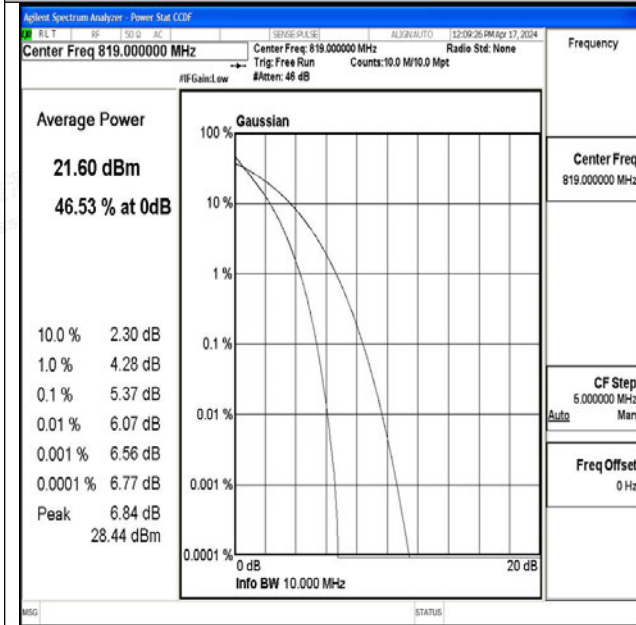 Agilent Spectrum Analyzer - Power Stat CCDF
RLT RF 50 Ω AC SENSE:PULSE ALIGN AUTO 12:09:26 PM Apr 17, 2024
Center Freq 819.000000 MHz
Center Freq: 819.000000 MHz Radio Std: None
Trig: Free Run Counts:10.0 M/10.0 Mpt
#IFGain:Low #Atten: 46 dB
Frequency
Average Power
21.60 dBm
46.53 % at 0dB
10.0 % 2.30 dB
1.0 % 4.28 dB
0.1 % 5.37 dB
0.01 % 6.07 dB
0.001 % 6.56 dB
0.0001 % 6.77 dB
Peak 6.84 dB
28.44 dBm
Gaussian
100 %
10 %
1 %
0.1 %
0.01 %
0.001 %
0.0001 %
0 dB 20 dB
Info BW 10.000 MHz
Center Freq
819.000000 MHz
CF Step
5.000000 MHz
Auto Man
Freq Offset
0 Hz
MSG STATUS